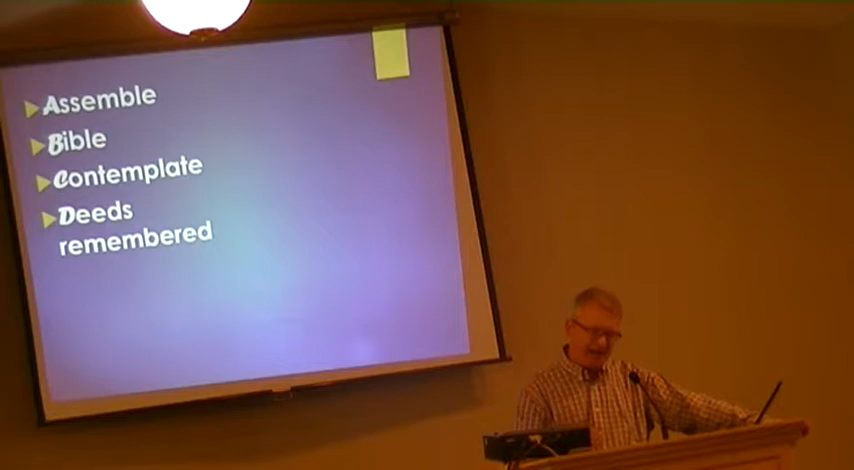 Assemble
Bible
Contemplate
Deeds
remembered